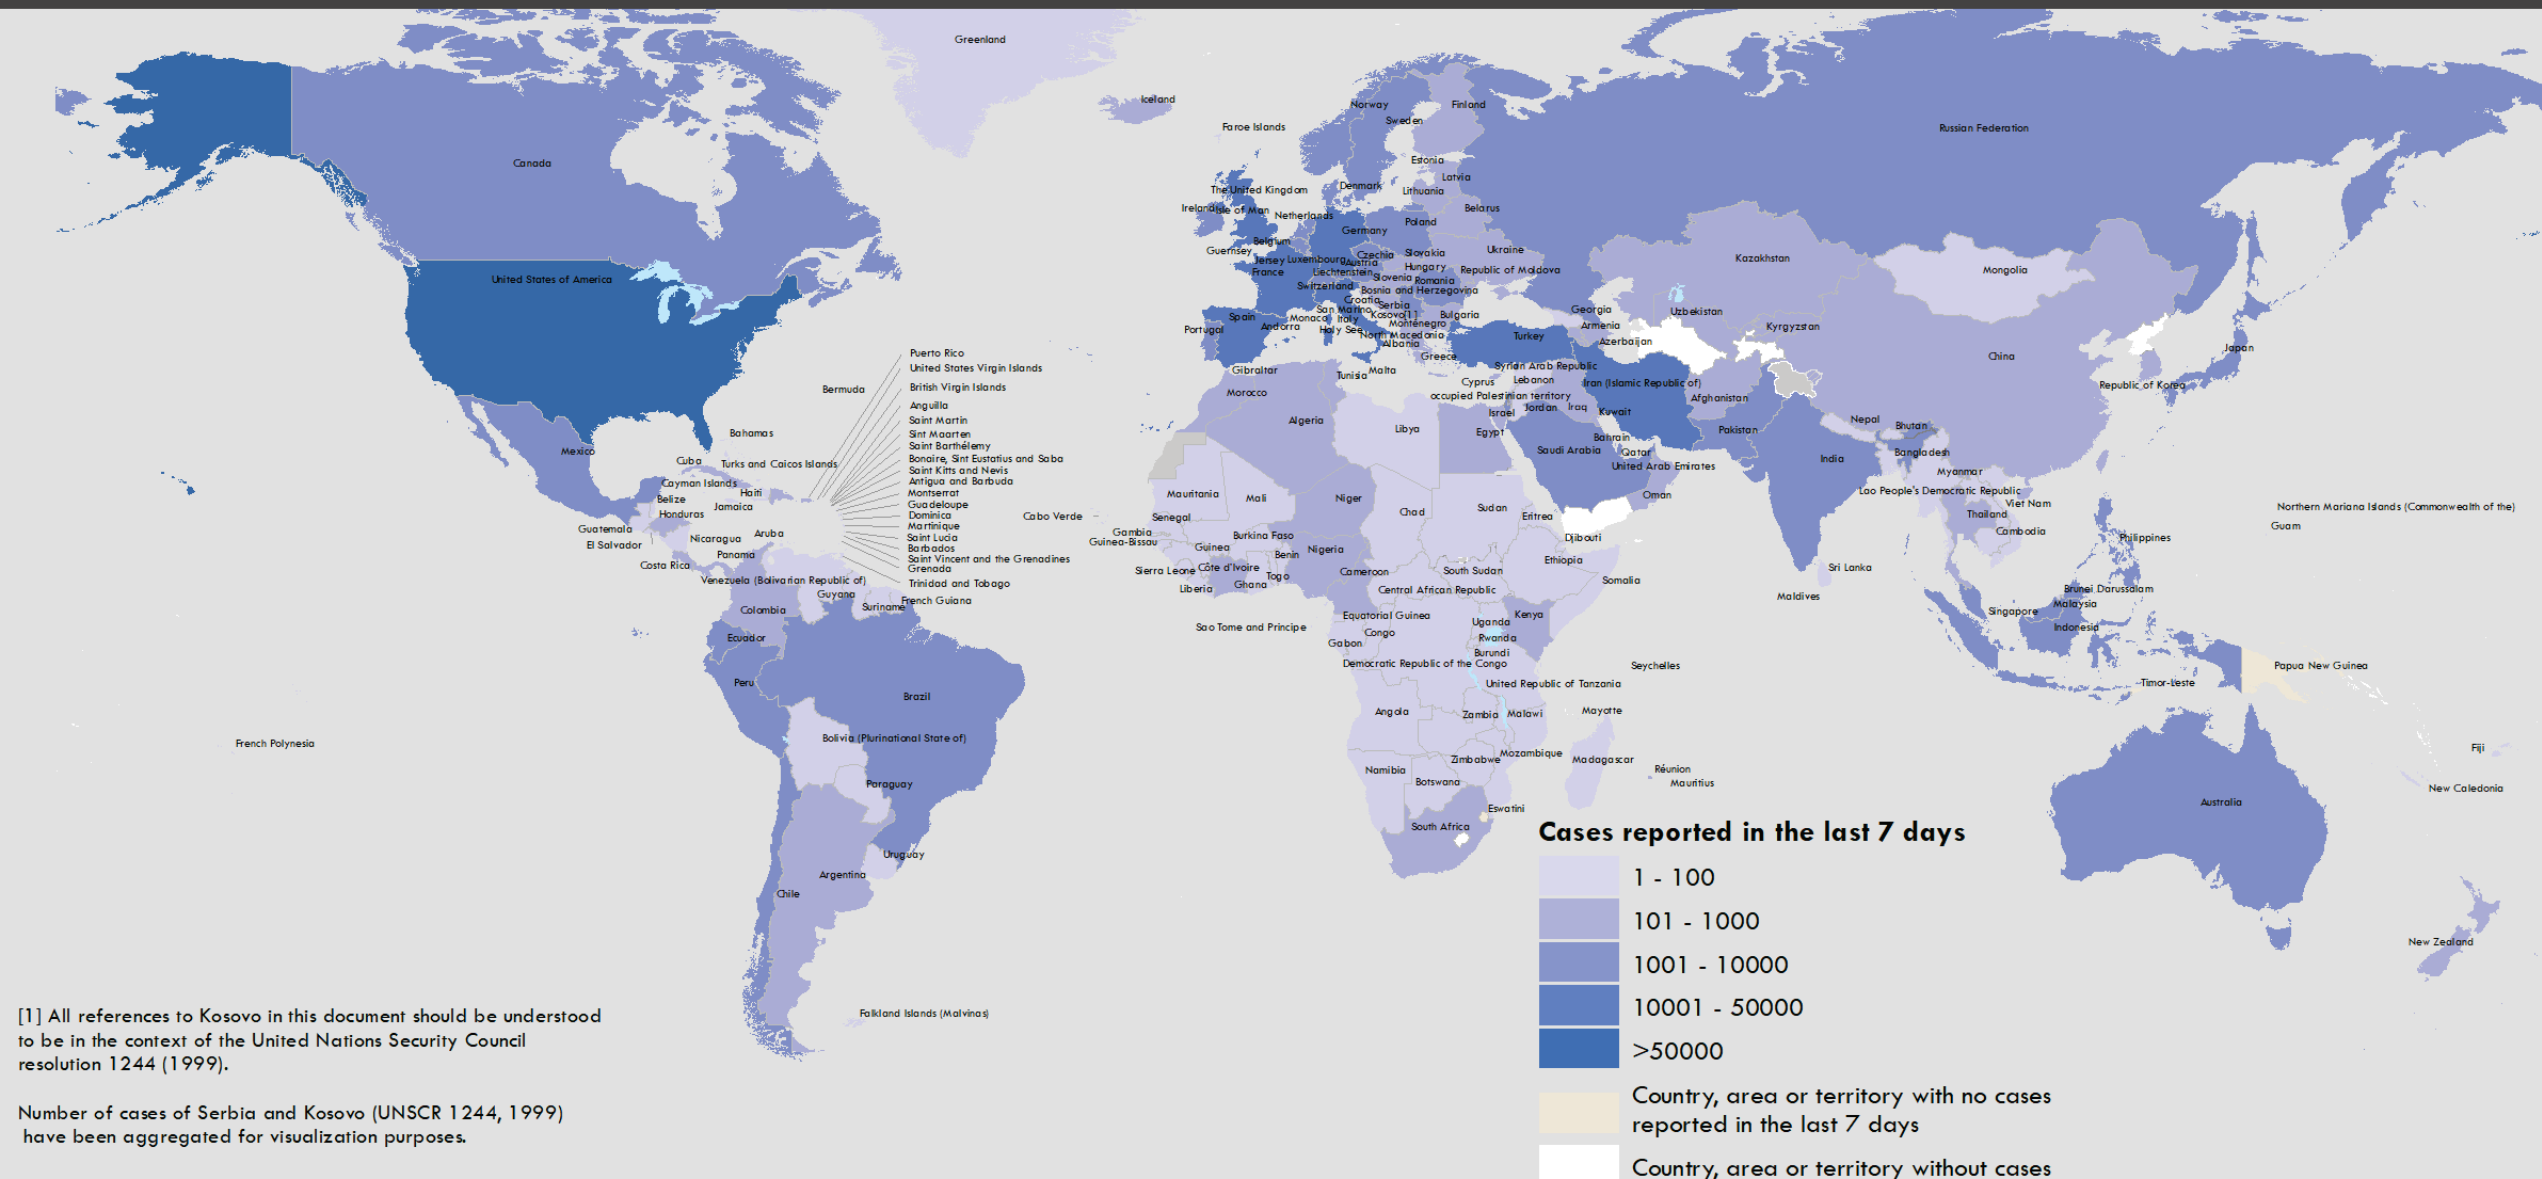 Greenland
Iceland
Faroe Islands
Norway
Finland
Sweden
Russian Federation
Canada
Estonia
Latvia
Denmark
Lithuania
The United Kingdom
Ireland
Isle of Man
Netherlands
Belarus
Poland
Germany
Belgium
Guernsey
Czechia
Slovakia
Ukraine
Jersey
Luxembourg
Austria
France
Liechtenstein
Hungary
Republic of Moldova
Kazakhstan
Mongolia
United States of America
Slovenia
Romania
Switzerland
Bosnia and Herzegovina
Croatia
Serbia
San Marino
Georgia
Uzbekistan
Spain
Monaco
Italy
Kosovo[1]
Bulgaria
Andorra
Montenegro
Armenia
Kyrgyzstan
Portugal
Holy See
North Macedonia
Turkey
Azerbaijan
Albania
Japan
Puerto Rico
Greece
China
United States Virgin Islands
Gibraltar
Tunisia
Malta
Syrian Arab Republic
Bermuda
British Virgin Islands
Morocco
Cyprus
Lebanon
Iran (Islamic Republic of)
Republic of Korea
occupied Palestinian territory
Afghanistan
Anguilla
Israel
Jordan
Iraq
Kuwait
Saint Martin
Algeria
Nepal
Bahamas
Sint Maarten
Libya
Egypt
Bahrain
Pakistan
Bhutan
Mexico
Saint Barthélemy
Saudi Arabia
Qatar
Bangladesh
Cuba
Turks and Caicos Islands
Bonaire, Sint Eustatius and Saba
United Arab Emirates
India
Saint Kitts and Nevis
Myanmar
Cayman Islands
Antigua and Barbuda
Haiti
Montserrat
Mauritania
Mali
Niger
Oman
Lao People's Democratic Republic
Belize
Jamaica
Guadeloupe
Chad
Sudan
Viet Nam
Northern Mariana Islands (Commonwealth of the)
Honduras
Dominica
Cabo Verde
Senegal
Eritrea
Thailand
Guatemala
Martinique
Gambia
Burkina Faso
Guam
El Salvador
Nicaragua
Aruba
Saint Lucia
Guinea-Bissau
Djibouti
Cambodia
Philippines
Panama
Barbados
Guinea
Benin
Nigeria
Costa Rica
Saint Vincent and the Grenadines
Grenada
Sierra Leone
Côte d'Ivoire
Togo
Cameroon
South Sudan
Ethiopia
Sri Lanka
Venezuela (Bolivarian Republic of)
Trinidad and Tobago
Liberia
Ghana
Central African Republic
Somalia
Maldives
Brunei Darussalam
Guyana
Suriname
French Guiana
Colombia
Equatorial Guinea
Uganda
Kenya
Singapore
Malaysia
Sao Tome and Principe
Congo
Rwanda
Indonesia
Ecuador
Gabon
Burundi
Democratic Republic of the Congo
Seychelles
Papua New Guinea
Peru
Brazil
United Republic of Tanzania
Timor-Leste
Angola
Zambia
Malawi
Mayotte
French Polynesia
Bolivia (Plurinational State of)
Fiji
Zimbabwe
Mozambique
Madagascar
Namibia
Botswana
Réunion
Mauritius
Paraguay
New Caledonia
Eswatini
Australia
South Africa
Uruguay
Argentina
Chile
New Zealand
Falkland Islands (Malvinas)
Cases reported in the last 7 days
1 - 100
101 - 1000
1001 - 10000
10001 - 50000
>50000
Country, area or territory with no cases
reported in the last 7 days
Country, area or territory without cases
[1] All references to Kosovo in this document should be understood
to be in the context of the United Nations Security Council
resolution 1244 (1999).
Number of cases of Serbia and Kosovo (UNSCR 1244, 1999)
have been aggregated for visualization purposes.